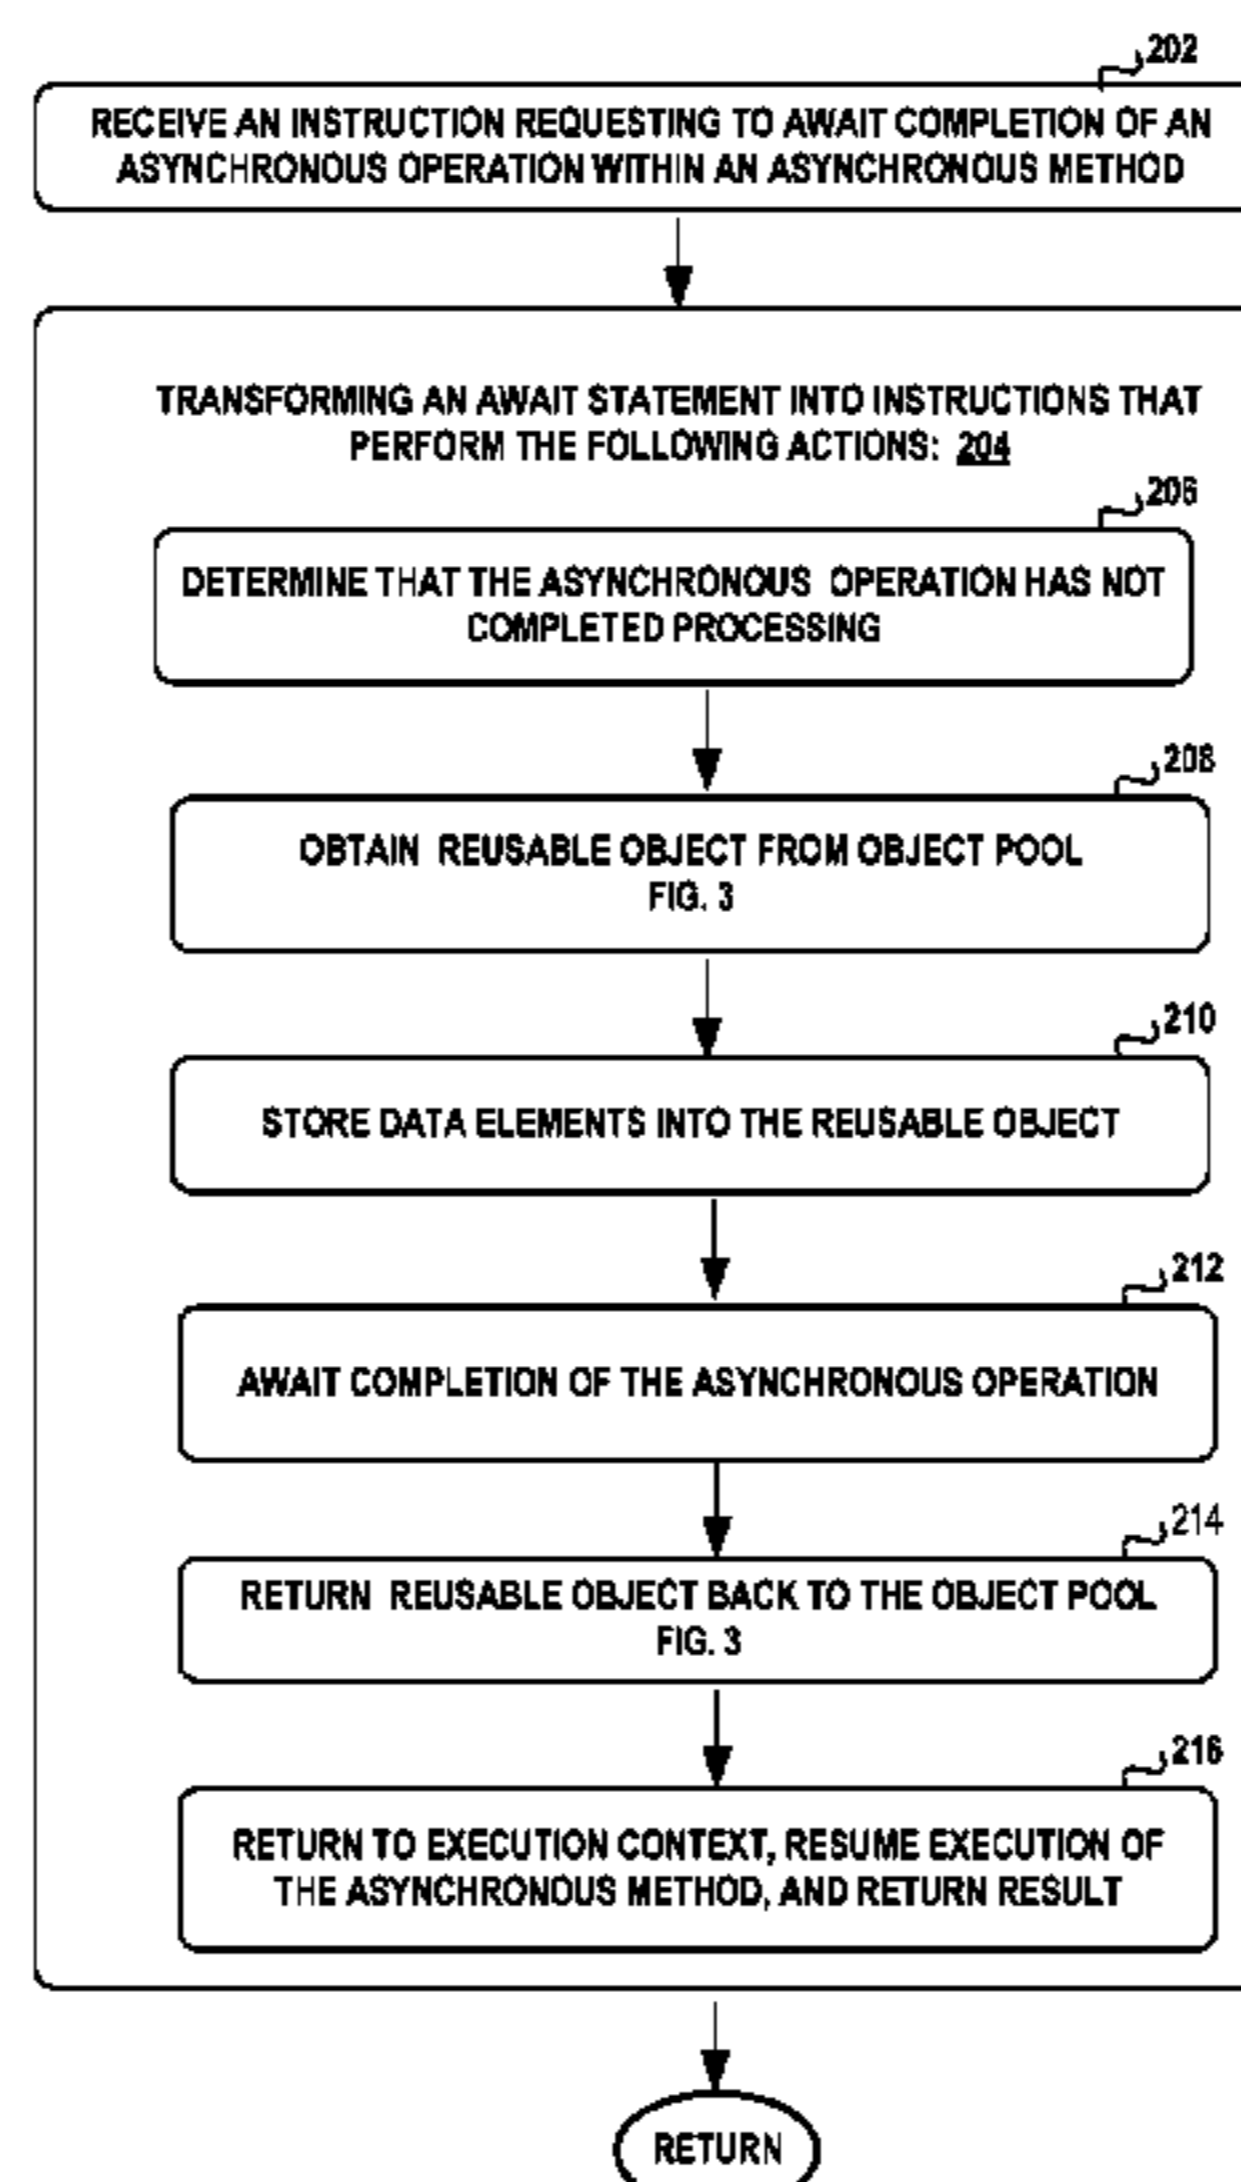 202
RECEIVE AN INSTRUCTION REQUESTING TO AWAIT COMPLETION OF AN
ASYNCHRONOUS OPERATION WITHIN AN ASYNCHRONOUS METHOD
TRANSFORMING AN AWAIT STATEMENT INTO INSTRUCTIONS THAT
PERFORM THE FOLLOWING ACTIONS: 204
206
DETERMINE THAT THE ASYNCHRONOUS OPERATION HAS NOT
COMPLETED PROCESSING
208
OBTAIN REUSABLE OBJECT FROM OBJECT POOL
FIG. 3
210
STORE DATA ELEMENTS INTO THE REUSABLE OBJECT
212
AWAIT COMPLETION OF THE ASYNCHRONOUS OPERATION
214
RETURN REUSABLE OBJECT BACK TO THE OBJECT POOL
FIG. 3
216
RETURN TO EXECUTION CONTEXT, RESUME EXECUTION OF
THE ASYNCHRONOUS METHOD, AND RETURN RESULT
RETURN